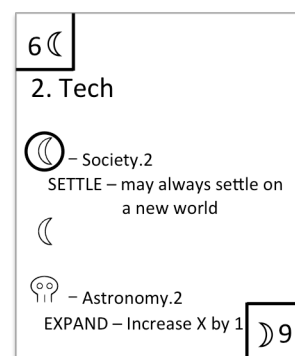 6
2. Tech
– Society.2
SETTLE – may always settle on
a new world
– Astronomy.2
EXPAND – Increase X by 1
9